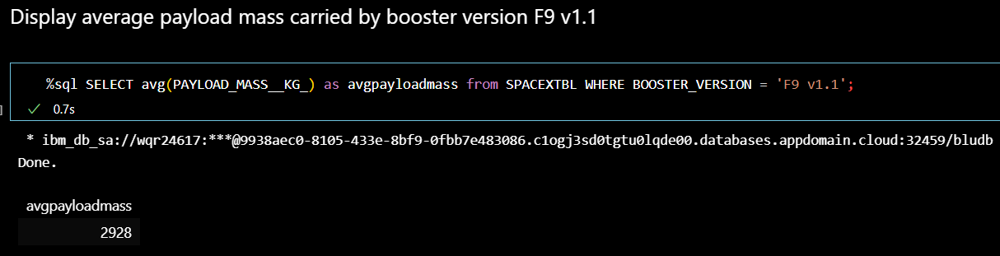 Display average payload mass carried by booster version F9 v1.1
%sql SELECT avg(PAYLOAD_MASS__KG_) as avgpayloadmass from SPACEXTBL WHERE BOOSTER_VERSION = 'F9 v1.1';
] ✓ 0.7s
* ibm_db_sa://wqr24617:***@9938aec0-8105-433e-8bf9-0fbb7e483086.c1ogj3sd0tgtu0lqde00.databases.appdomain.cloud:32459/bludb
Done.
avgpayloadmass
2928